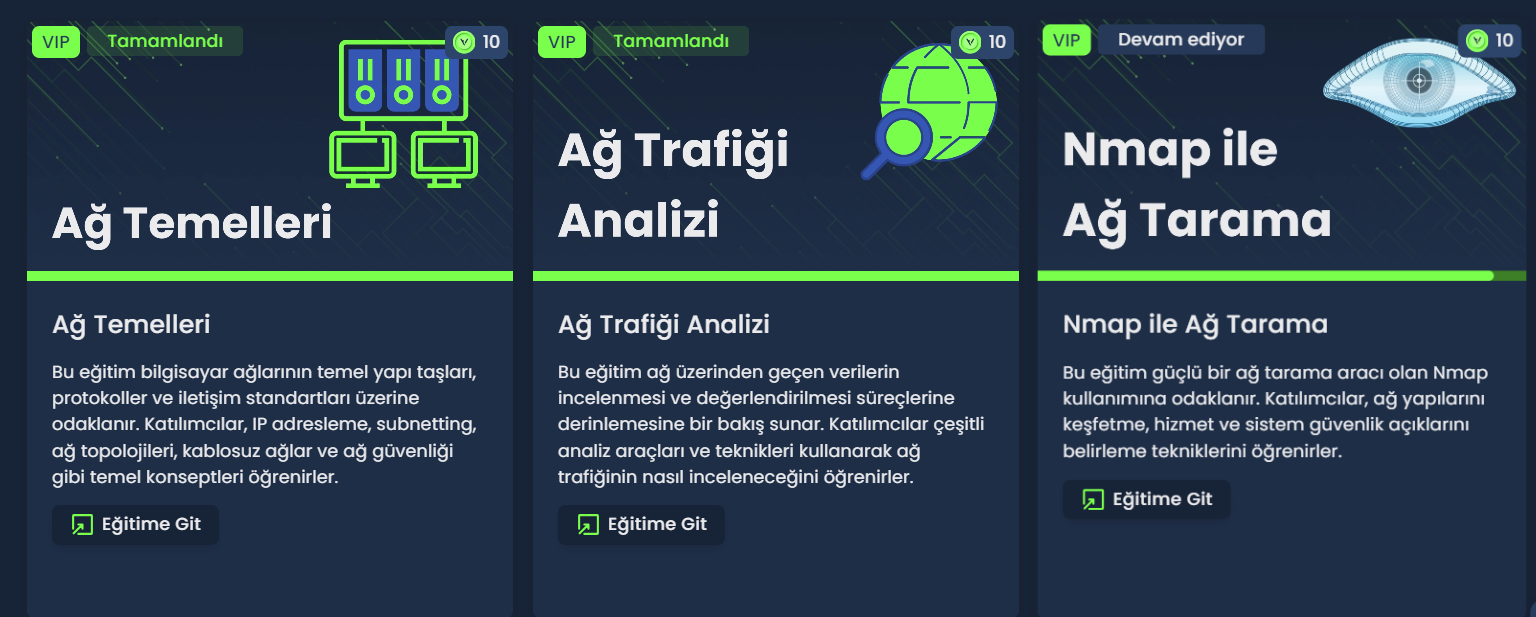 VIP
Tamamlandı
10
Ağ Temelleri
Ağ Temelleri
Bu eğitim bilgisayar ağlarının temel yapı taşları,
protokoller ve iletişim standartları üzerine
odaklanır. Katılımcılar, IP adresleme, subnetting,
ağ topolojileri, kablosuz ağlar ve ağ güvenliği
gibi temel konseptleri öğrenirler.
Eğitime Git
VIP
Tamamlandı
10
Ağ Trafiği
Analizi
Ağ Trafiği Analizi
Bu eğitim ağ üzerinden geçen verilerin
incelenmesi ve değerlendirilmesi süreçlerine
derinlemesine bir bakış sunar. Katılımcılar çeşitli
analiz araçları ve teknikleri kullanarak ağ
trafiğinin nasıl inceleneceğini öğrenirler.
Eğitime Git
VIP
Devam ediyor
10
Nmap ile
Ağ Tarama
Nmap ile Ağ Tarama
Bu eğitim güçlü bir ağ tarama aracı olan Nmap
kullanımına odaklanır. Katılımcılar, ağ yapılarını
keşfetme, hizmet ve sistem güvenlik açıklarını
belirleme tekniklerini öğrenirler.
Eğitime Git